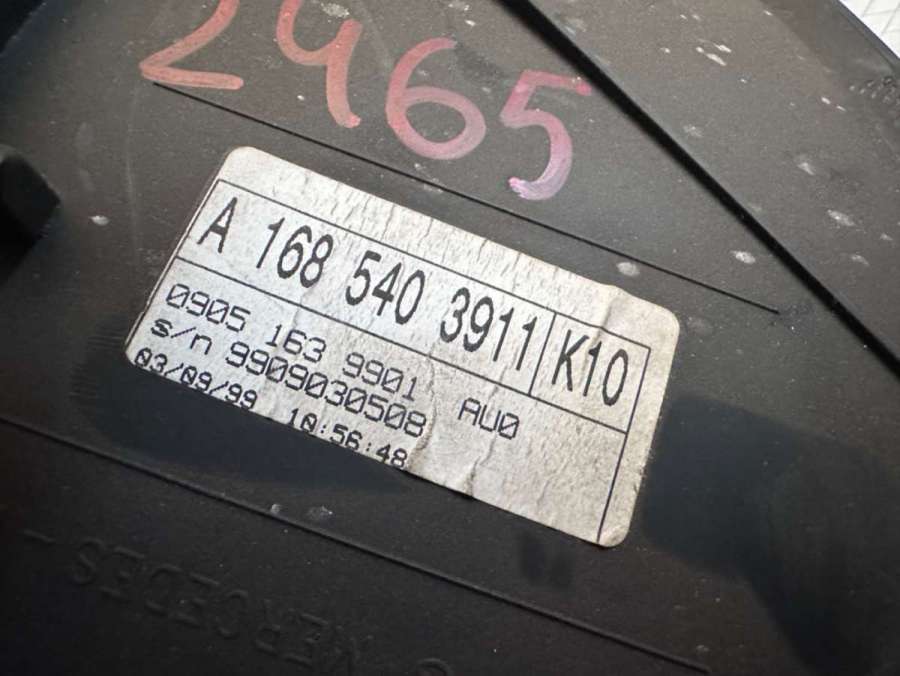 2465
A 168 540 3911 K10
0905 163 9901 AU0
s/n 9909030508
03/09/99 10:56:48
MERCEDES -